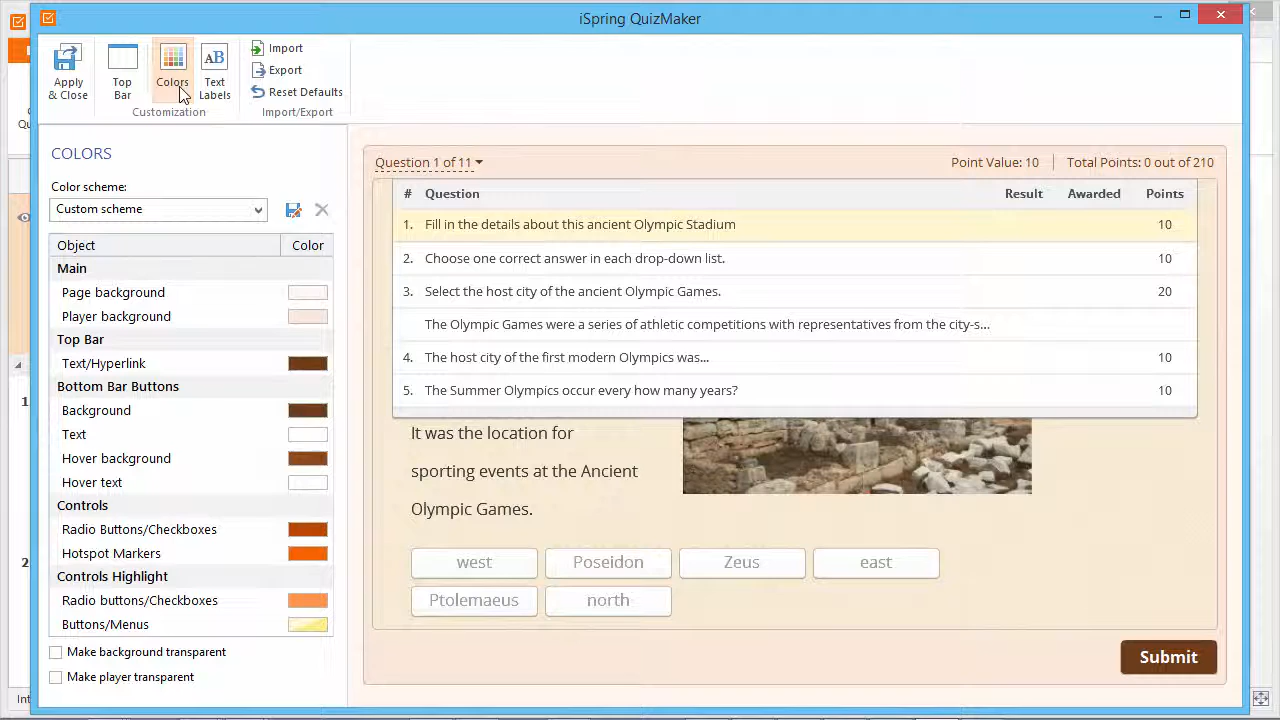 iSpring QuizMaker
Apply
& Close
Top
Bar
Colors
Text
Labels
AB
Customization
Import
Export
Reset Defaults
Import/Export
COLORS
Color scheme:
Custom scheme
Object Color
Main
Page background
Player background
Top Bar
Text/Hyperlink
Bottom Bar Buttons
Background
Text
Hover background
Hover text
Controls
Radio Buttons/Checkboxes
Hotspot Markers
Controls Highlight
Radio buttons/Checkboxes
Buttons/Menus
Make background transparent
Make player transparent
Question 1 of 11
Point Value: 10 Total Points: 0 out of 210
# Question Result Awarded Points
1. Fill in the details about this ancient Olympic Stadium 10
2. Choose one correct answer in each drop-down list. 10
3. Select the host city of the ancient Olympic Games. 20
The Olympic Games were a series of athletic competitions with representatives from the city-s...
4. The host city of the first modern Olympics was... 10
5. The Summer Olympics occur every how many years? 10
It was the location for
sporting events at the Ancient
Olympic Games.
west Poseidon Zeus east
Ptolemaeus north
Submit
Qu
1
2
Int